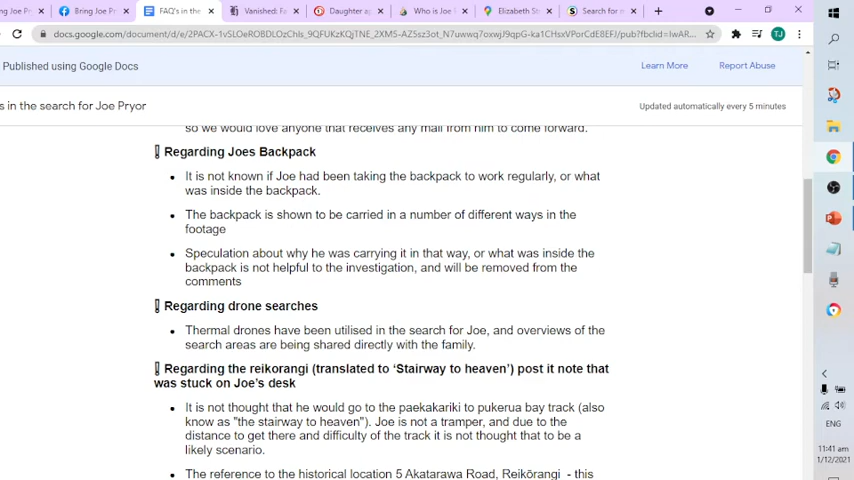 ng Joe Pr
Bring Joe Pr
FAQ's in the
Vanished: Fa
Daughter a
Who is Joe
Elizabeth St
Search for m
docs.google.com/document/d/e/
Published using Google Docs
Learn More
Report Abuse
s in the search for Joe Pryor
Updated automatically every 5 minutes
so we would love anyone that receives any mail from him to come forward.
Regarding Joes Backpack
It is not known if Joe had been taking the backpack to work regularly, or what
was inside the backpack.
The backpack is shown to be carried in a number of different ways in the
footage
Speculation about why he was carrying it in that way, or what was inside the
backpack is not helpful to the investigation, and will be removed from the
comments
Regarding drone searches
Thermal drones have been utilised in the search for Joe, and overviews of the
search areas are being shared directly with the family.
Regarding the reikorangi (translated to ‘Stairway to heaven’) post it note that
was stuck on Joe’s desk
It is not thought that he would go to the paekakariki to pukerua bay track (also
know as "the stairway to heaven"). Joe is not a tramper, and due to the
distance to get there and difficulty of the track it is not thought that to be a
likely scenario.
The reference to the historical location 5 Akatarawa Road, Reikōrangi - this
TJ
ENG
11:41 am
1/12/2021